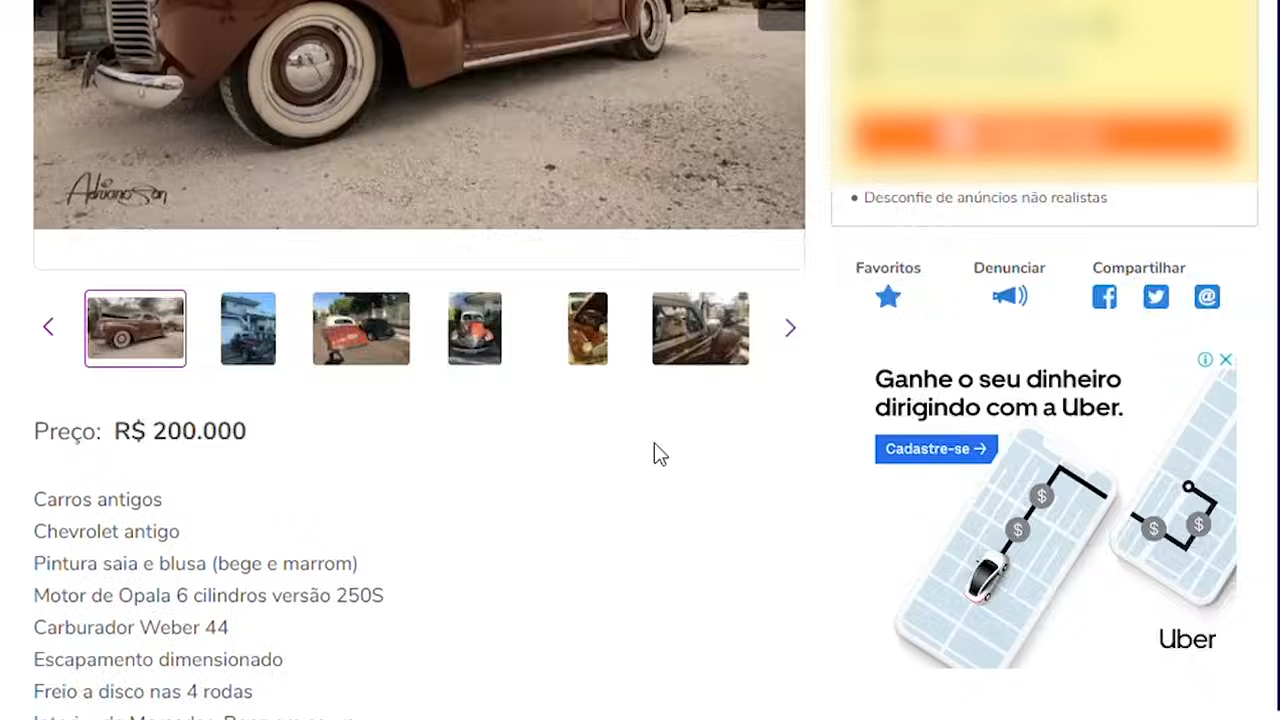 • Desconfie de anúncios não realistas
Favoritos
Denunciar
Compartilhar
Preço: R$ 200.000
Carros antigos
Chevrolet antigo
Pintura saia e blusa (bege e marrom)
Motor de Opala 6 cilindros versão 250S
Carburador Weber 44
Escapamento dimensionado
Freio a disco nas 4 rodas
Ganhe o seu dinheiro
dirigindo com a Uber.
Cadastre-se →
$
$
$
$
Uber